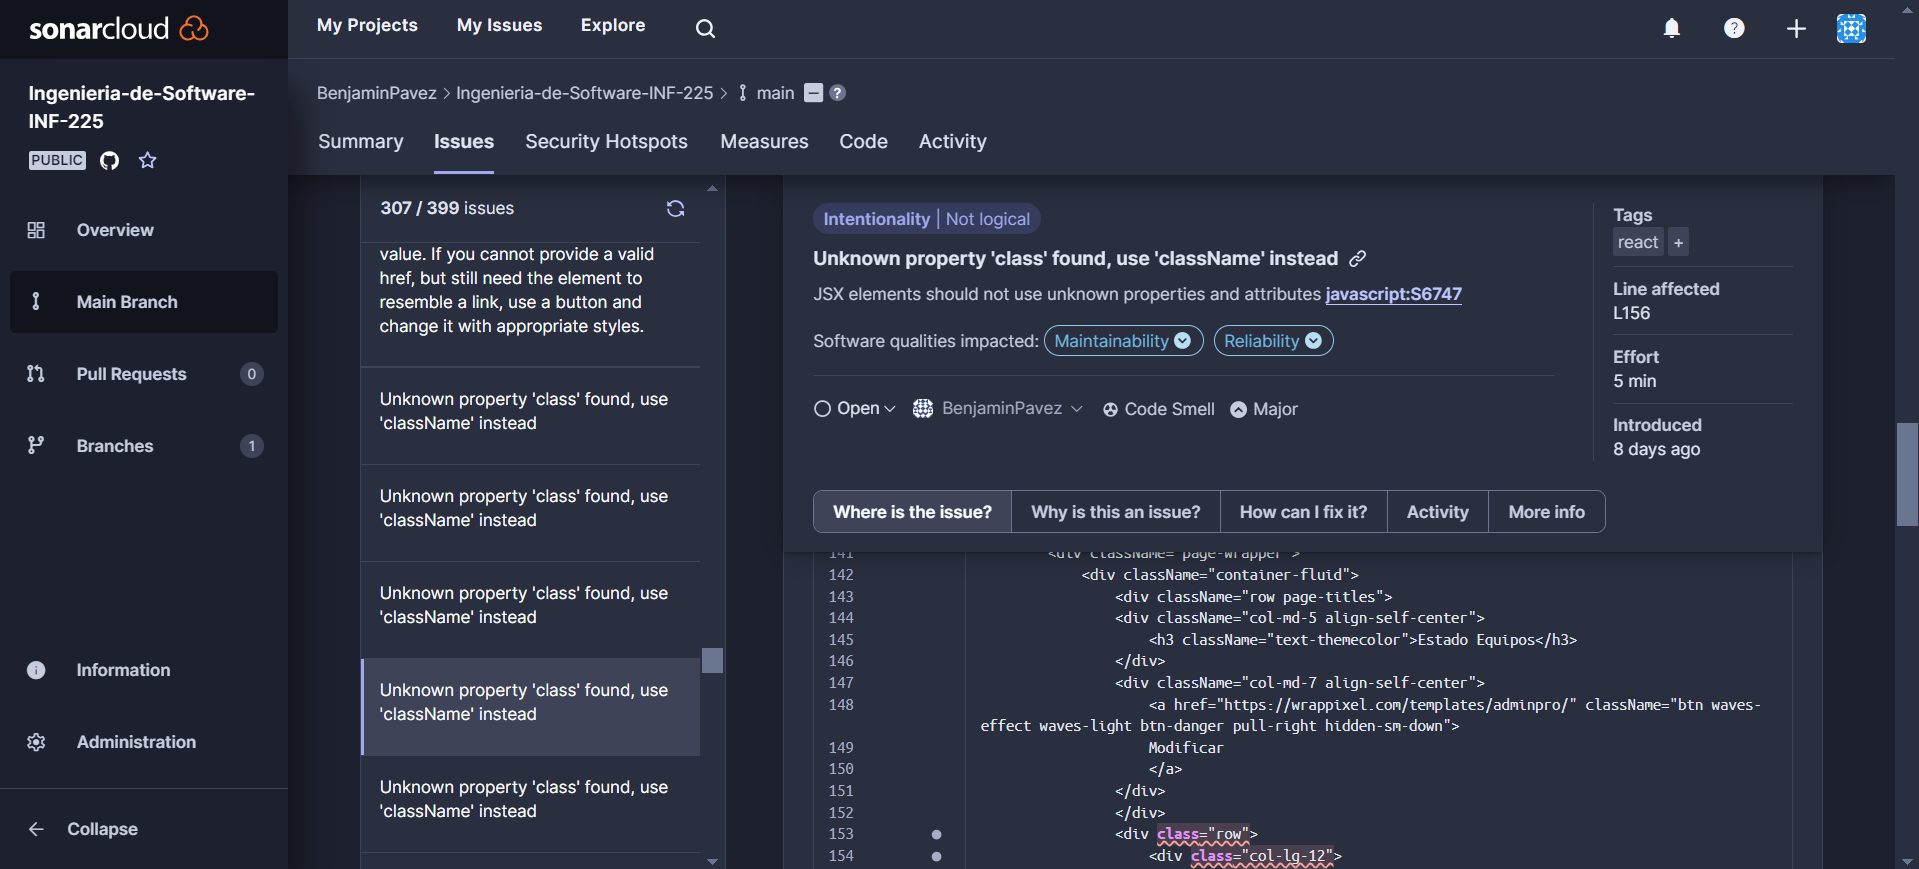 sonarcloud
My Projects
My Issues
Explore
Ingenieria-de-Software-
INF-225
PUBLIC
Overview
Main Branch
Pull Requests
0
Branches
1
Information
Administration
Collapse
BenjaminPavez > Ingenieria-de-Software-INF-225 > main
Summary
Issues
Security Hotspots
Measures
Code
Activity
307 / 399 issues
value. If you cannot provide a valid
href, but still need the element to
resemble a link, use a button and
change it with appropriate styles.
Unknown property 'class' found, use
'className' instead
Unknown property 'class' found, use
'className' instead
Unknown property 'class' found, use
'className' instead
Unknown property 'class' found, use
'className' instead
Unknown property 'class' found, use
'className' instead
Intentionality | Not logical
Unknown property 'class' found, use 'className' instead
JSX elements should not use unknown properties and attributes javascript:S6747
Software qualities impacted: Maintainability Reliability
Open BenjaminPavez Code Smell Major
Tags
react +
Line affected
L156
Effort
5 min
Introduced
8 days ago
Where is the issue?
Why is this an issue?
How can I fix it?
Activity
More info
141 <div className="page-wrapper">
142 <div className="container-fluid">
143 <div className="row page-titles">
144 <div className="col-md-5 align-self-center">
145 <h3 className="text-themecolor">Estado Equipos</h3>
146 </div>
147 <div className="col-md-7 align-self-center">
148 <a href="https://wrappixel.com/templates/adminpro/" className="btn waves-
effect waves-light btn-danger pull-right hidden-sm-down">
149 Modificar
150 </a>
151 </div>
152 </div>
153 <div class="row">
154 <div class="col-lg-12">